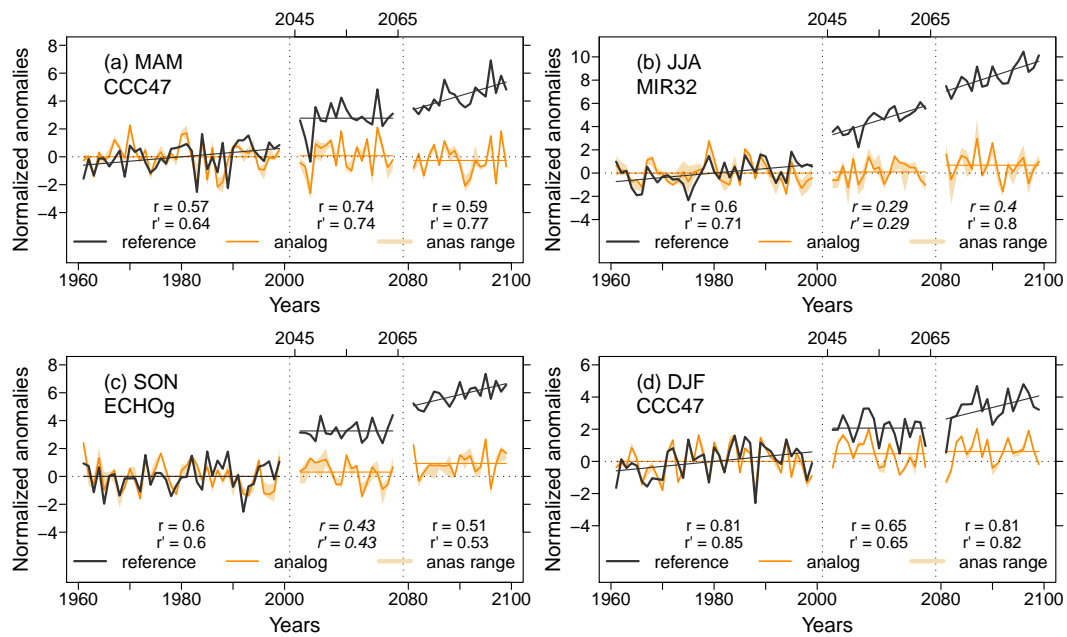 2045 2065
Normalized anomalies
8
6
4
2
0
−2
−4
(a) MAM
CCC47
r = 0.57
r' = 0.64
r = 0.74
r' = 0.74
r = 0.59
r' = 0.77
reference analog anas range
1960 1980 2000 2080 2100
Years
2045 2065
Normalized anomalies
10
8
6
4
2
0
−2
−4
(b) JJA
MIR32
r = 0.6
r' = 0.71
r = 0.29
r' = 0.29
r = 0.4
r' = 0.8
reference analog anas range
1960 1980 2000 2080 2100
Years
2045 2065
Normalized anomalies
8
6
4
2
0
−2
−4
(c) SON
ECHOg
r = 0.6
r' = 0.6
r = 0.43
r' = 0.43
r = 0.51
r' = 0.53
reference analog anas range
1960 1980 2000 2080 2100
Years
2045 2065
Normalized anomalies
6
4
2
0
−2
−4
(d) DJF
CCC47
r = 0.81
r' = 0.85
r = 0.65
r' = 0.65
r = 0.81
r' = 0.82
reference analog anas range
1960 1980 2000 2080 2100
Years